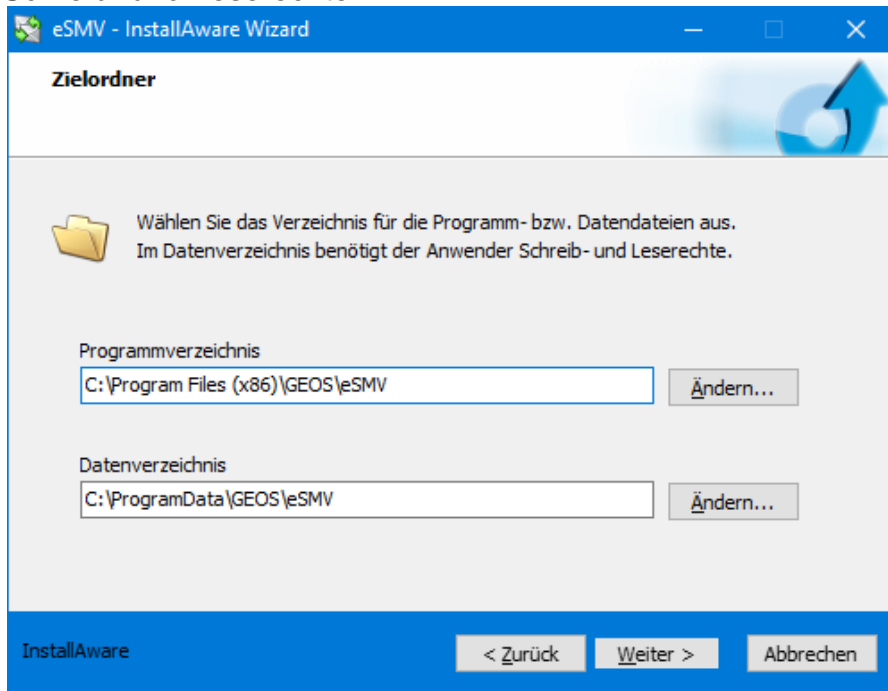 eSMV - InstallAware Wizard
Zielordner
Wählen Sie das Verzeichnis für die Programm- bzw. Datendateien aus.
Im Datenverzeichnis benötigt der Anwender Schreib- und Leserechte.
Programmverzeichnis
C:\Program Files (x86)\GEOS\eSMV
Ändern...
Datenverzeichnis
C:\ProgramData\GEOS\eSMV
Ändern...
InstallAware
< Zurück
Weiter >
Abbrechen